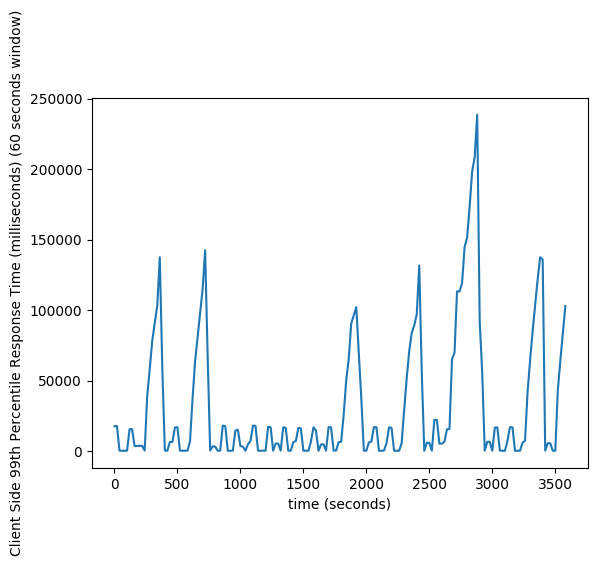 Client Side 99th Percentile Response Time (milliseconds) (60 seconds window)
250000
200000
150000
100000
50000
0
0 500 1000 1500 2000 2500 3000 3500
time (seconds)